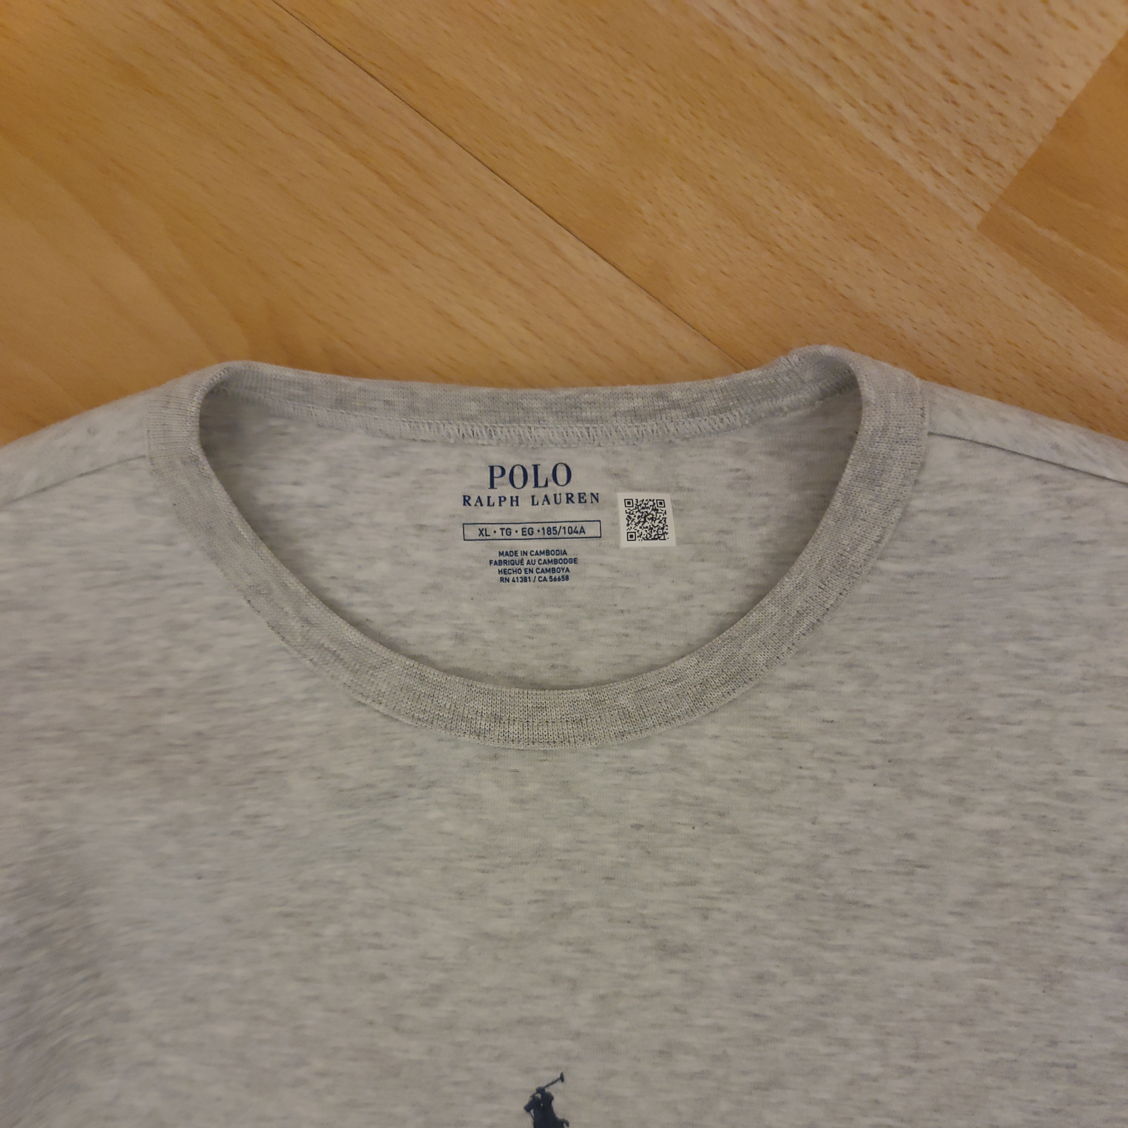 POLO
RALPH LAUREN
XL • TG • EG • 185/104A
MADE IN CAMBODIA
FABRIQUÉ AU CAMBODGE
HECHO EN CAMBOYA
RN 41381 / CA 56658